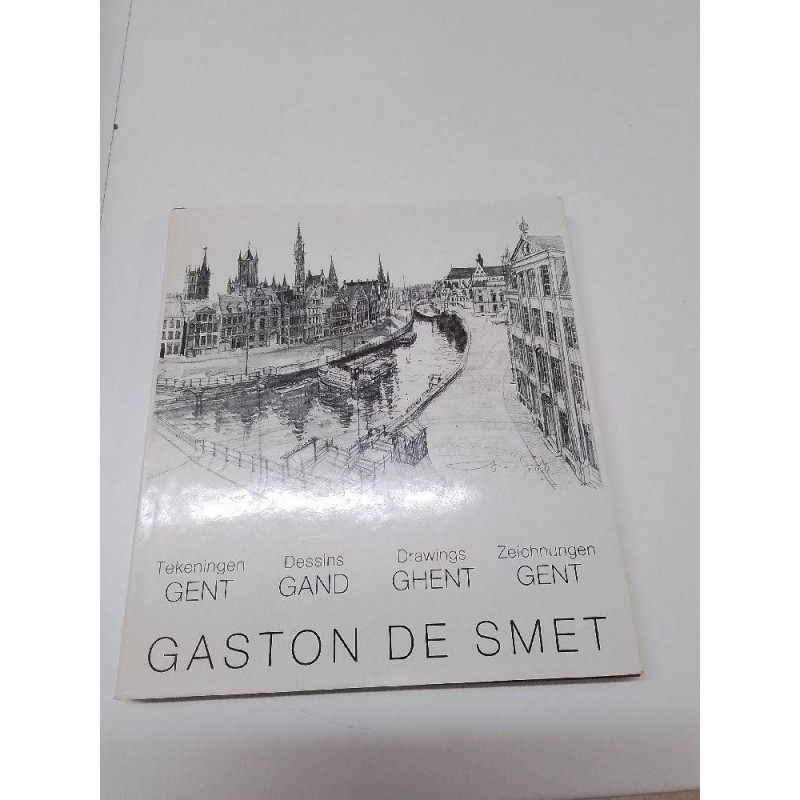 Tekeningen Dessins Drawings Zeichnungen
GENT GAND GHENT GENT
GASTON DE SMET